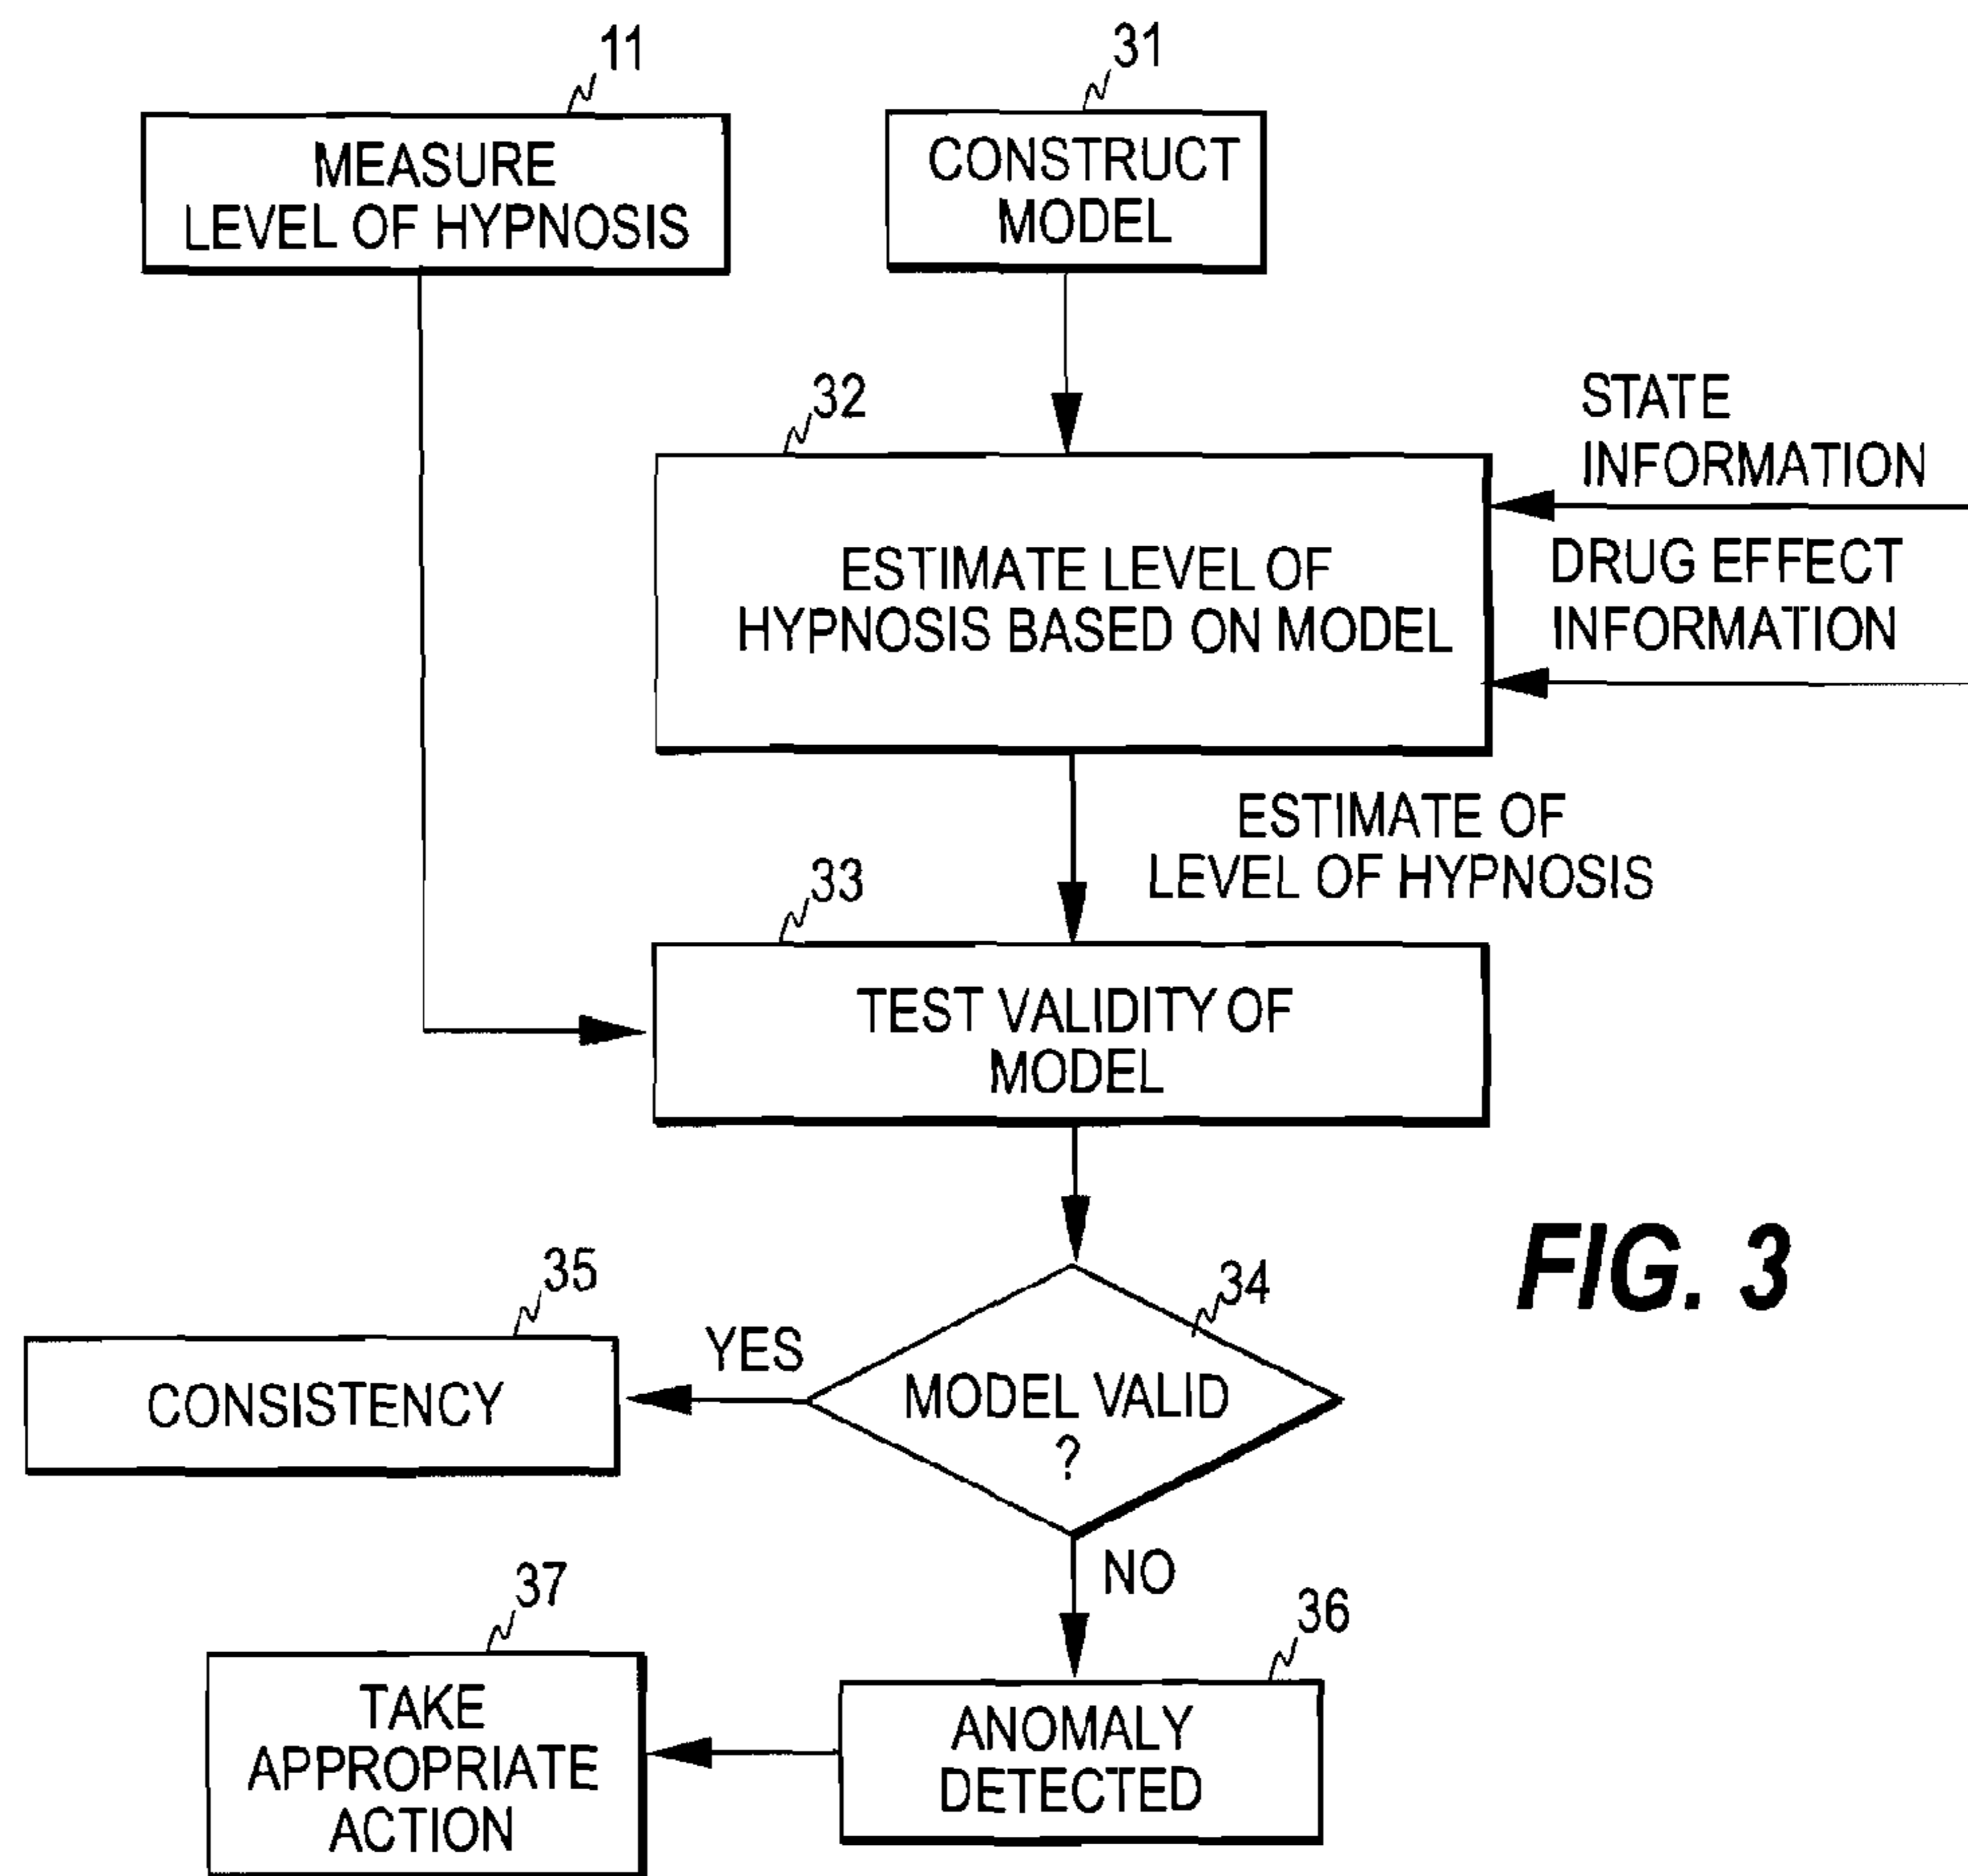 11
MEASURE
LEVEL OF HYPNOSIS
31
CONSTRUCT
MODEL
32
ESTIMATE LEVEL OF
HYPNOSIS BASED ON MODEL
STATE
INFORMATION
DRUG EFFECT
INFORMATION
ESTIMATE OF
LEVEL OF HYPNOSIS
33
TEST VALIDITY OF
MODEL
34
MODEL VALID
?
YES
35
CONSISTENCY
NO
36
ANOMALY
DETECTED
37
TAKE
APPROPRIATE
ACTION
FIG. 3